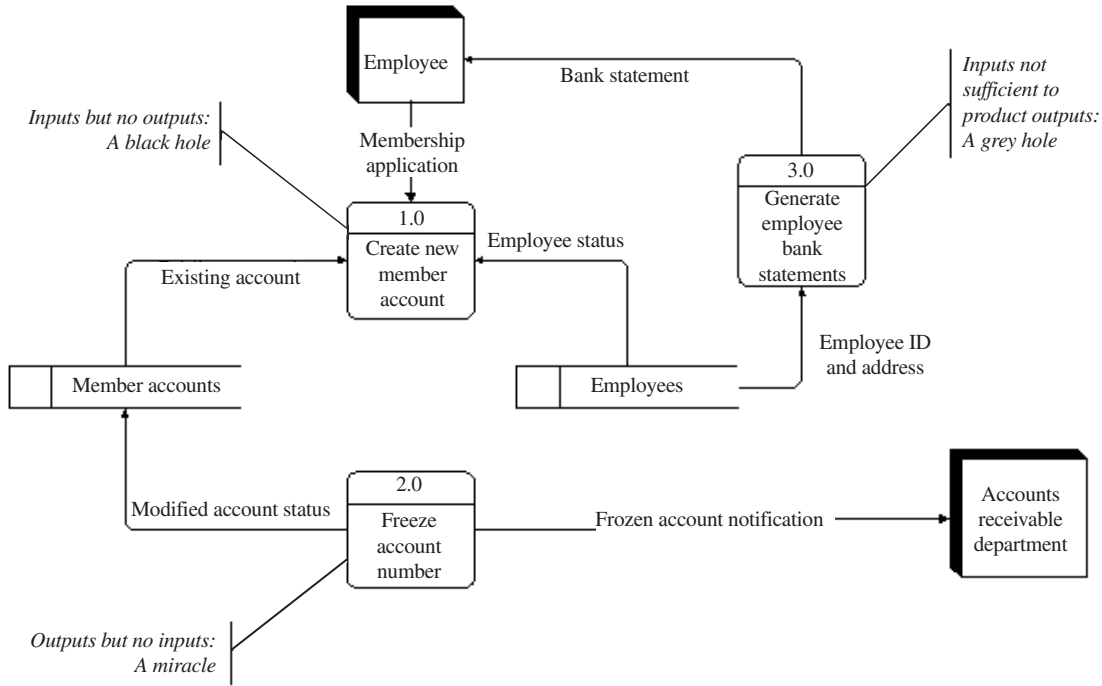 Employee
Bank statement
Inputs not
sufficient to
product outputs:
A grey hole
Inputs but no outputs:
A black hole
Membership
application
3.0
Generate
employee
bank
statements
1.0
Create new
member
account
Employee status
Existing account
Employee ID
and address
Member accounts
Employees
2.0
Freeze
account
number
Modified account status
Frozen account notification
Accounts
receivable
department
Outputs but no inputs:
A miracle